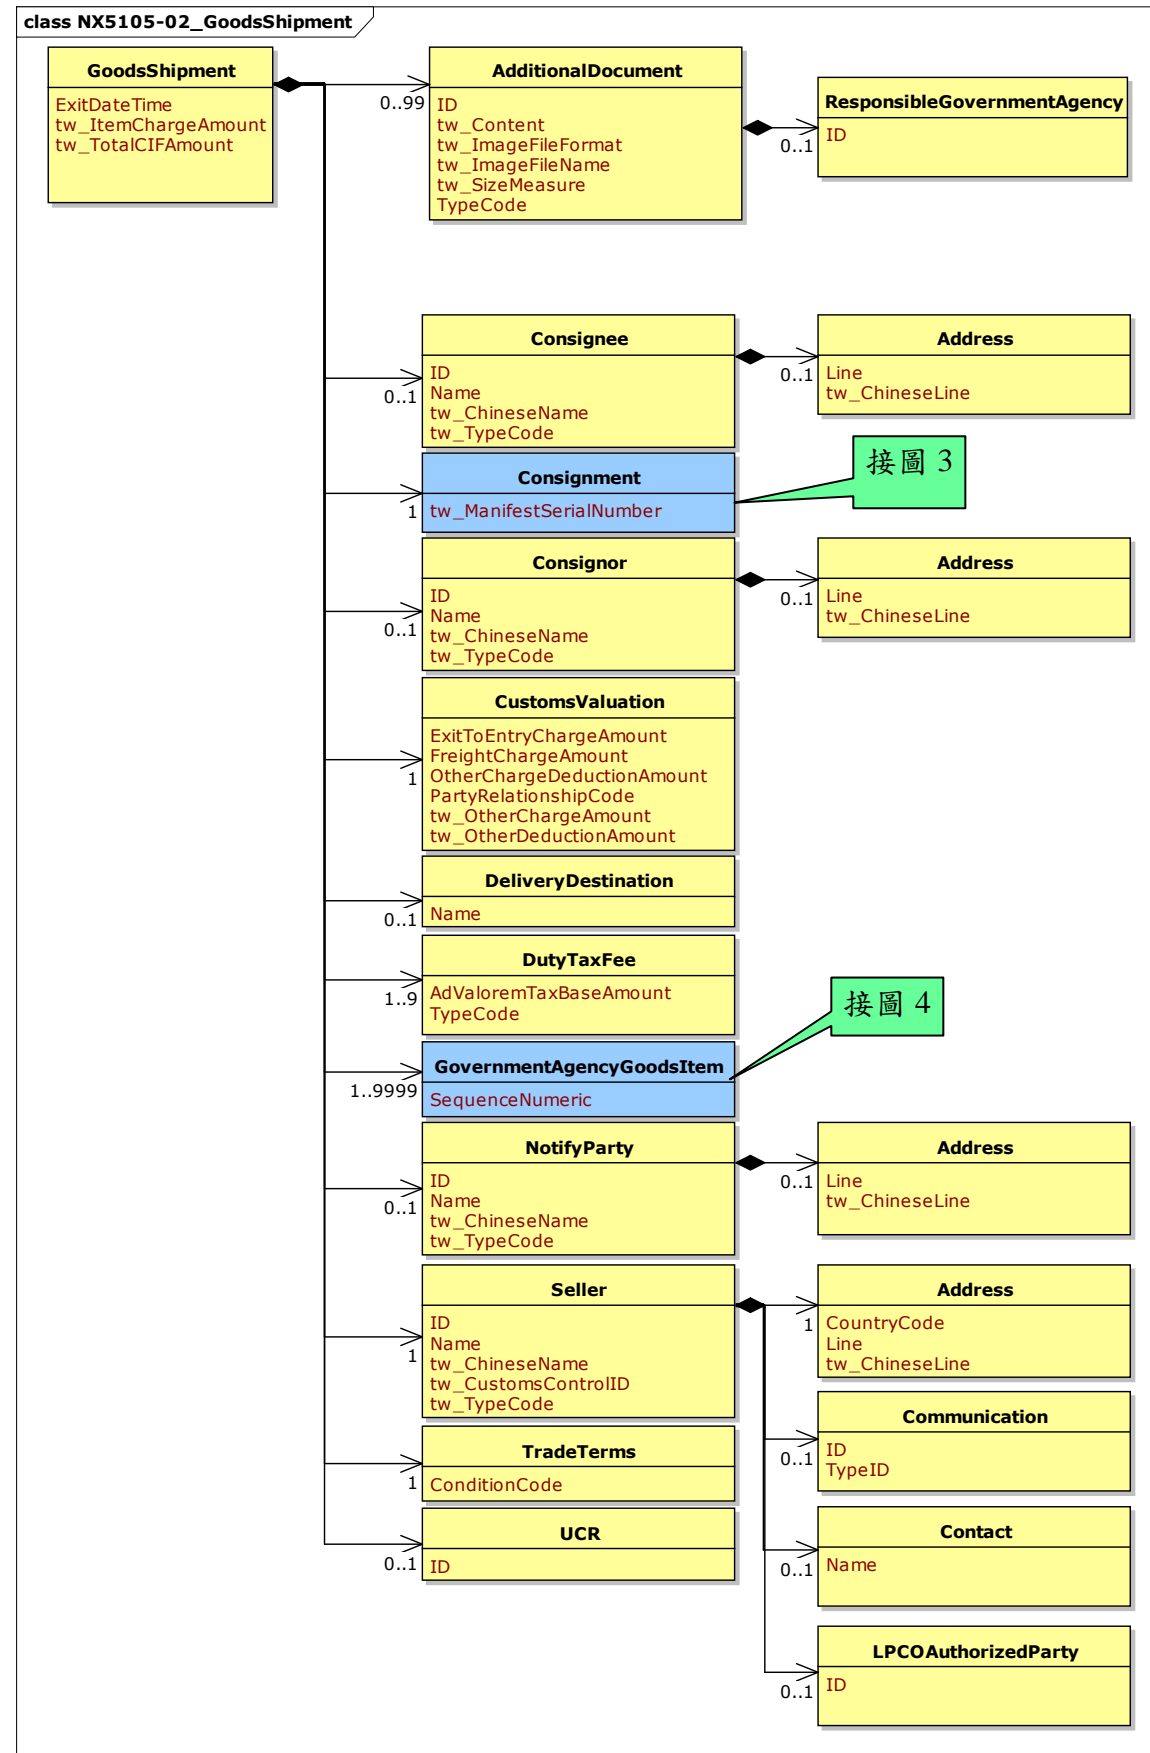 class NX5105-02_GoodsShipment
GoodsShipment
ExitDateTime
tw_ItemChargeAmount
tw_TotalCIFAmount
0..99
AdditionalDocument
ID
tw_Content
tw_ImageFileFormat
tw_ImageFileName
tw_SizeMeasure
TypeCode
0..1
ResponsibleGovernmentAgency
ID
0..1
Consignee
ID
Name
tw_ChineseName
tw_TypeCode
0..1
Address
Line
tw_ChineseLine
1
Consignment
tw_ManifestSerialNumber
接圖 3
0..1
Consignor
ID
Name
tw_ChineseName
tw_TypeCode
0..1
Address
Line
tw_ChineseLine
1
CustomsValuation
ExitToEntryChargeAmount
FreightChargeAmount
OtherChargeDeductionAmount
PartyRelationshipCode
tw_OtherChargeAmount
tw_OtherDeductionAmount
0..1
DeliveryDestination
Name
1..9
DutyTaxFee
AdValoremTaxBaseAmount
TypeCode
1..9999
GovernmentAgencyGoodsItem
SequenceNumeric
接圖 4
0..1
NotifyParty
ID
Name
tw_ChineseName
tw_TypeCode
0..1
Address
Line
tw_ChineseLine
1
Seller
ID
Name
tw_ChineseName
tw_CustomsControlID
tw_TypeCode
1
Address
CountryCode
Line
tw_ChineseLine
0..1
Communication
ID
TypeID
1
TradeTerms
ConditionCode
0..1
UCR
ID
0..1
Contact
Name
0..1
LPCOAuthorizedParty
ID